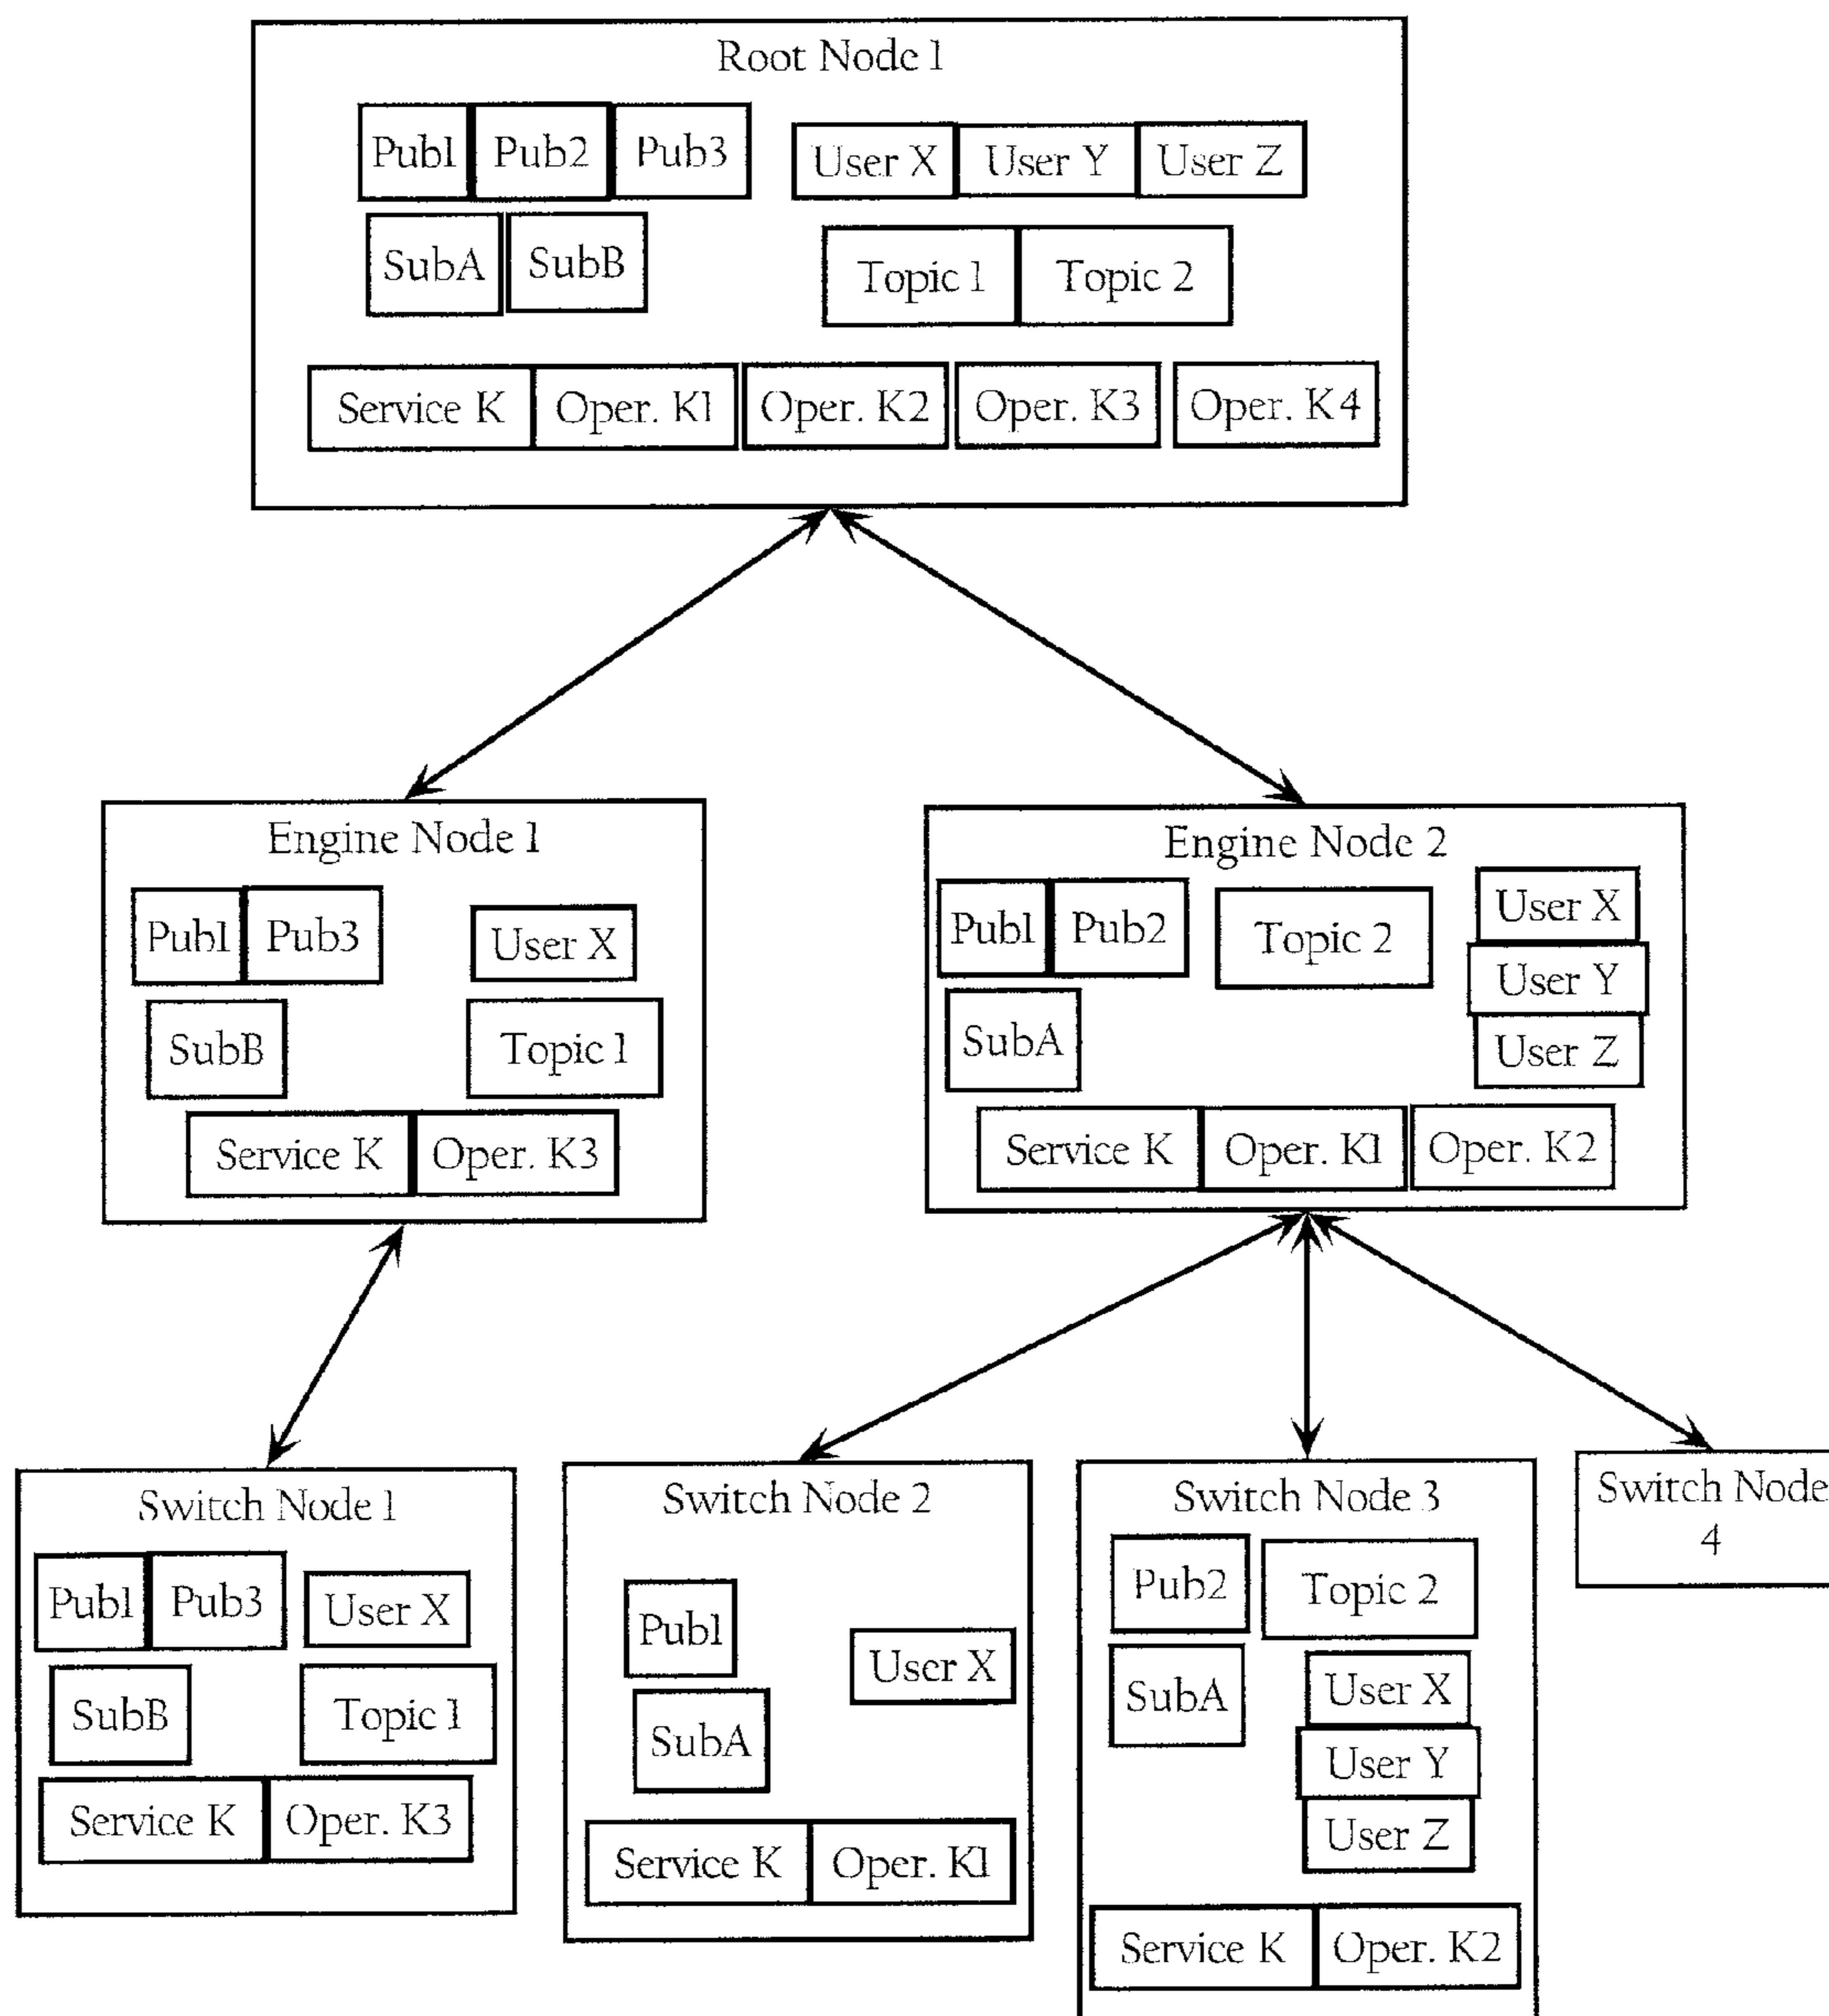 Root Node 1
Pub1 Pub2 Pub3
User X User Y User Z
SubA SubB
Topic 1 Topic 2
Service K Oper. K1 Oper. K2 Oper. K3 Oper. K4
Engine Node 1
Pub1 Pub3
User X
SubB
Topic 1
Service K Oper. K3
Engine Node 2
Pub1 Pub2
Topic 2
User X
User Y
User Z
SubA
Service K Oper. K1 Oper. K2
Switch Node 1
Pub1 Pub3
User X
SubB
Topic 1
Service K Oper. K3
Switch Node 2
Pub1
User X
SubA
Service K Oper. K1
Switch Node 3
Pub2
Topic 2
SubA
User X
User Y
User Z
Service K Oper. K2
Switch Node
4